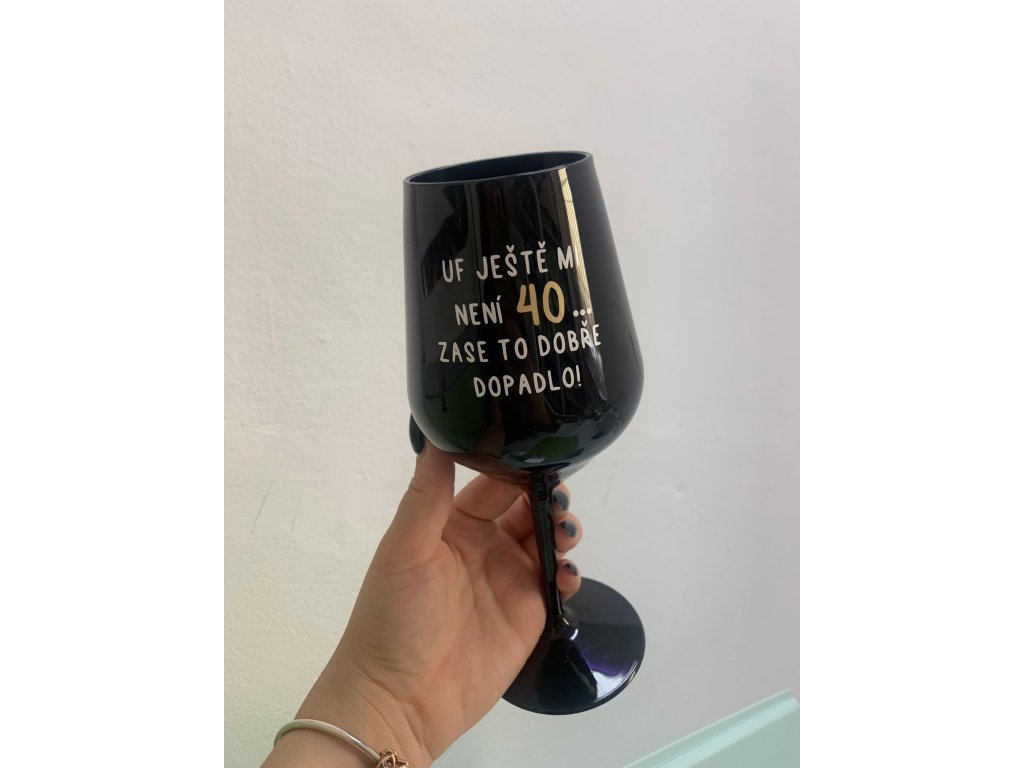 UF JEŠTĚ MI
NENÍ 40...
ZASE TO DOBŘE
DOPADLO!